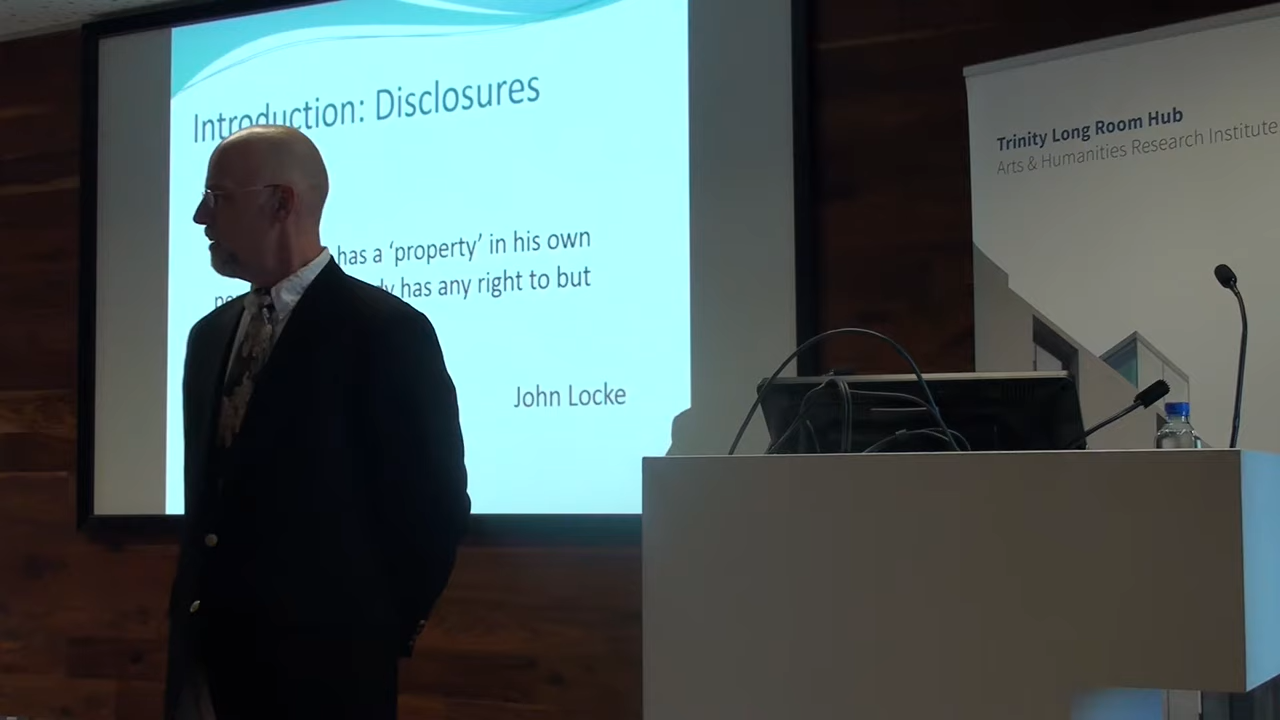 Introduction: Disclosures
has a ‘property’ in his own
has any right to but
John Locke
Trinity Long Room Hub
Arts & Humanities Research Institute